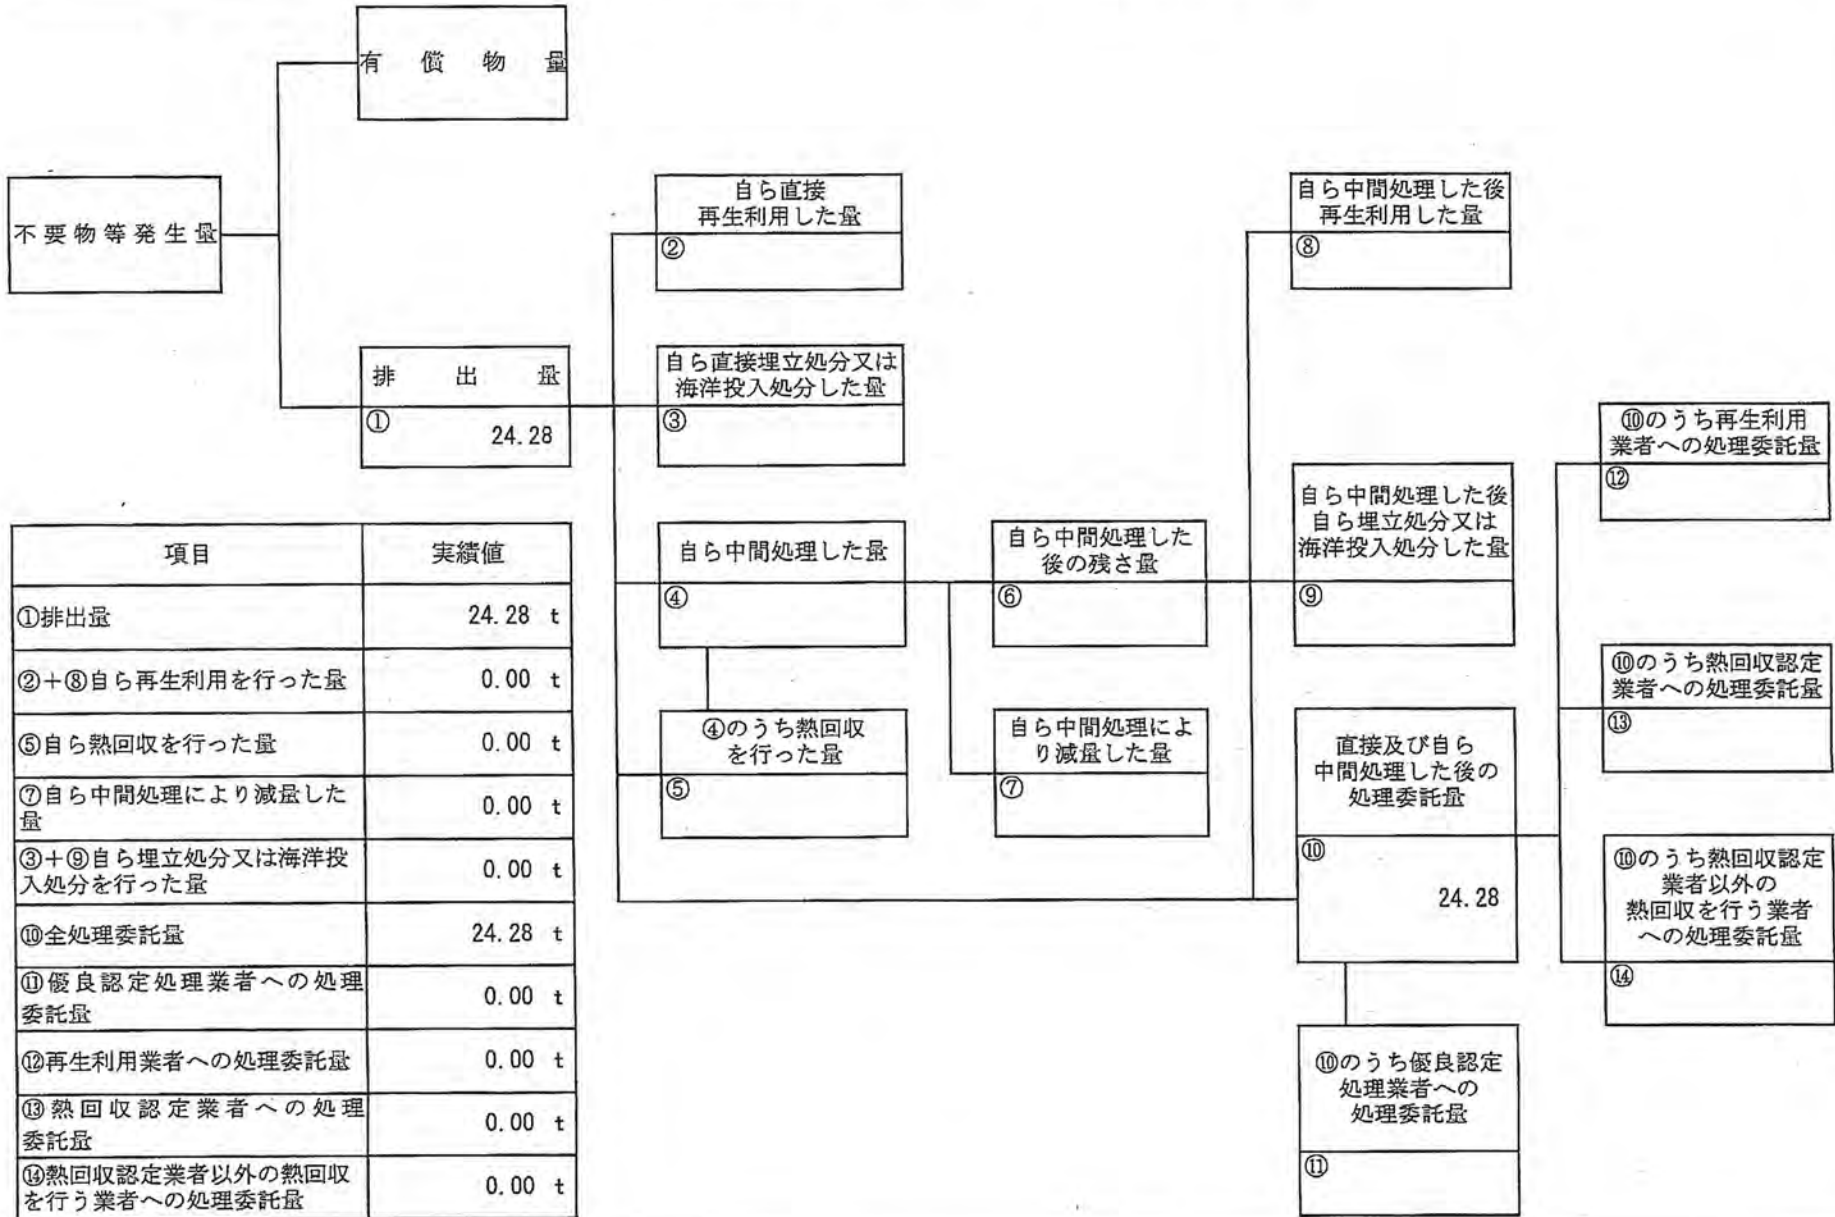 有償物量
不要物等発生量
自ら直接
再生利用した量
②
自ら中間処理した後
再生利用した量
⑧
排出量
①
24.28
自ら直接埋立処分又は
海洋投入処分した量
③
⑩のうち再生利用
業者への処理委託量
⑫
自ら中間処理した量
④
自ら中間処理した
後の残さ量
⑥
自ら中間処理した後
自ら埋立処分又は
海洋投入処分した量
⑨
⑩のうち熱回収認定
業者への処理委託量
⑬
④のうち熱回収
を行った量
⑤
自ら中間処理によ
り減量した量
⑦
直接及び自ら
中間処理した後の
処理委託量
⑩
24.28
⑩のうち熱回収認定
業者以外の
熱回収を行う業者
への処理委託量
⑭
⑩のうち優良認定
処理業者への
処理委託量
⑪
項目 実績値
①排出量 24.28 t
②+⑧自ら再生利用を行った量 0.00 t
⑤自ら熱回収を行った量 0.00 t
⑦自ら中間処理により減量した
量 0.00 t
③+⑨自ら埋立処分又は海洋投
入処分を行った量 0.00 t
⑩全処理委託量 24.28 t
⑪優良認定処理業者への処理
委託量 0.00 t
⑫再生利用業者への処理委託量 0.00 t
⑬熱回収認定業者への処理
委託量 0.00 t
⑭熱回収認定業者以外の熱回収
を行う業者への処理委託量 0.00 t